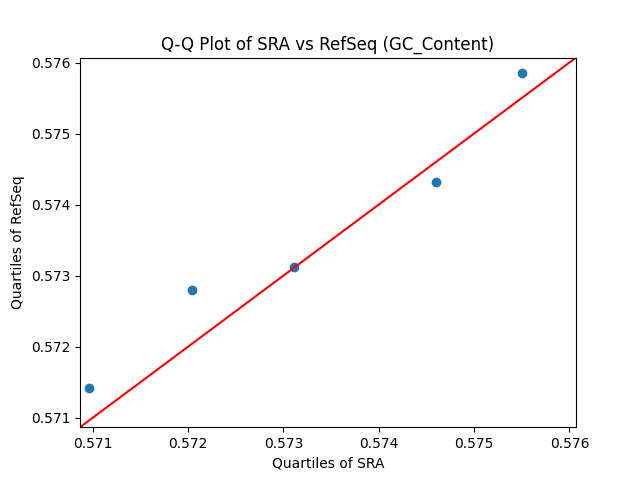 Q-Q Plot of SRA vs RefSeq (GC_Content)
0.576
0.575
0.574
0.573
0.572
0.571
Quartiles of RefSeq
0.571 0.572 0.573 0.574 0.575 0.576
Quartiles of SRA